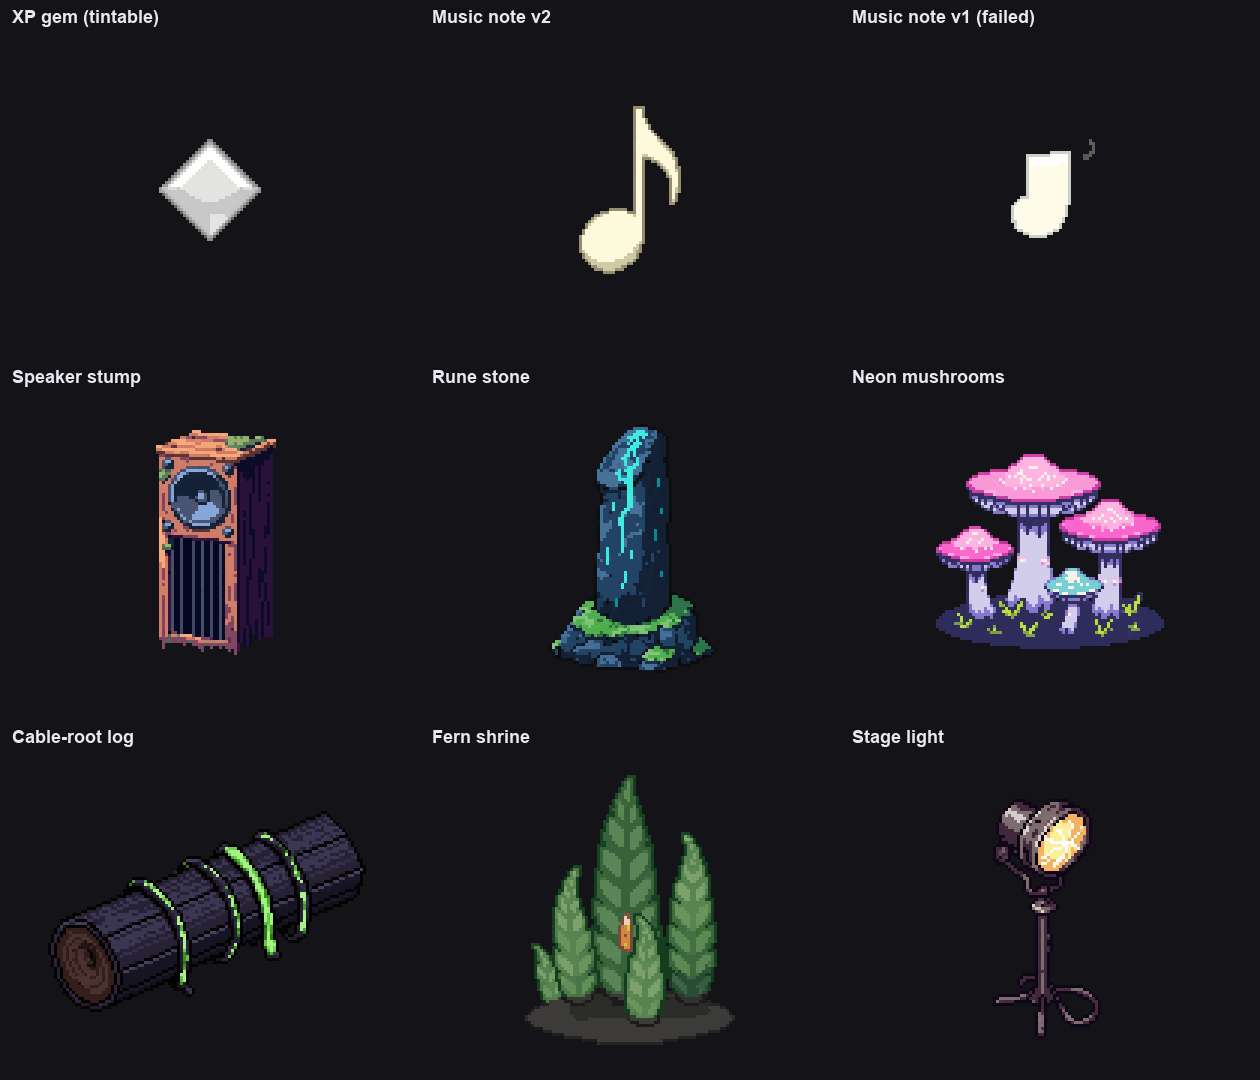 XP gem (tintable)
Music note v2
Music note v1 (failed)
Speaker stump
Rune stone
Neon mushrooms
Cable-root log
Fern shrine
Stage light